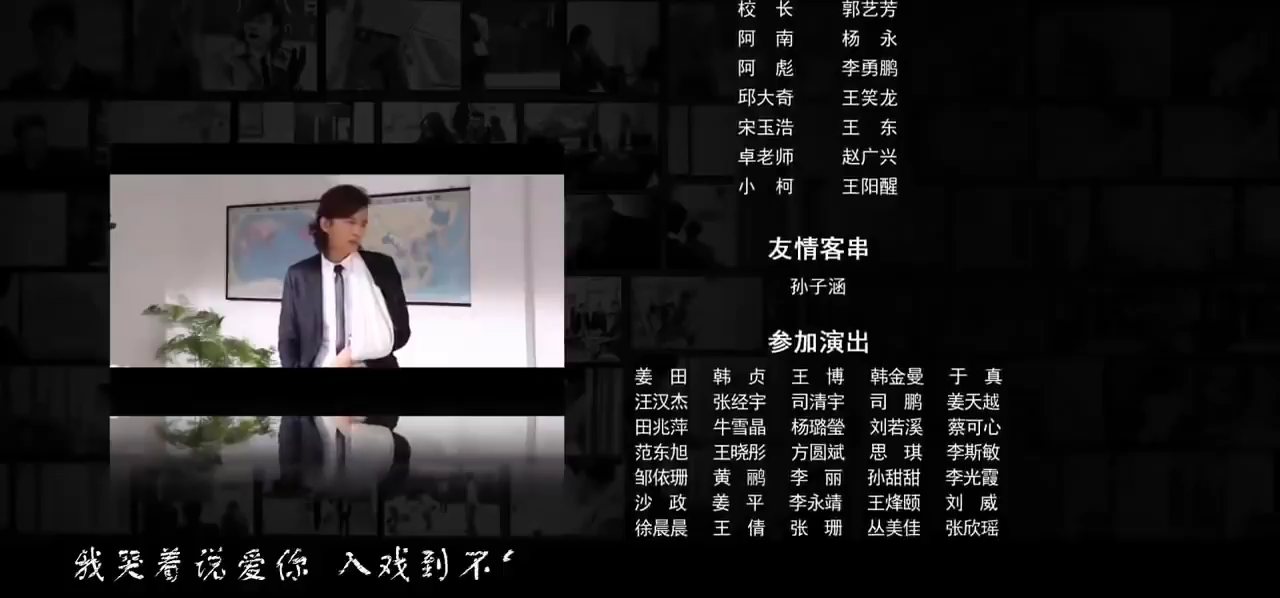 校 长 郭艺芳
阿 南 杨 永
阿 彪 李勇鹏
邱大奇 王笑龙
宋玉浩 王 东
卓老师 赵广兴
小 柯 王阳醒
友情客串
孙子涵
参加演出
姜 田 韩 贞 王 博 韩金曼 于 真
汪汉杰 张经宇 司清宇 司 鹏 姜天越
田兆萍 牛雪晶 杨璐瑩 刘若溪 蔡可心
范东旭 王晓彤 方圆斌 思 琪 李斯敏
邹依珊 黄 鹂 李 丽 孙甜甜 李光霞
沙 政 姜 平 李永靖 王烽颐 刘 威
徐晨晨 王 倩 张 珊 丛美佳 张欣瑶
我哭着说爱你 入戏到不